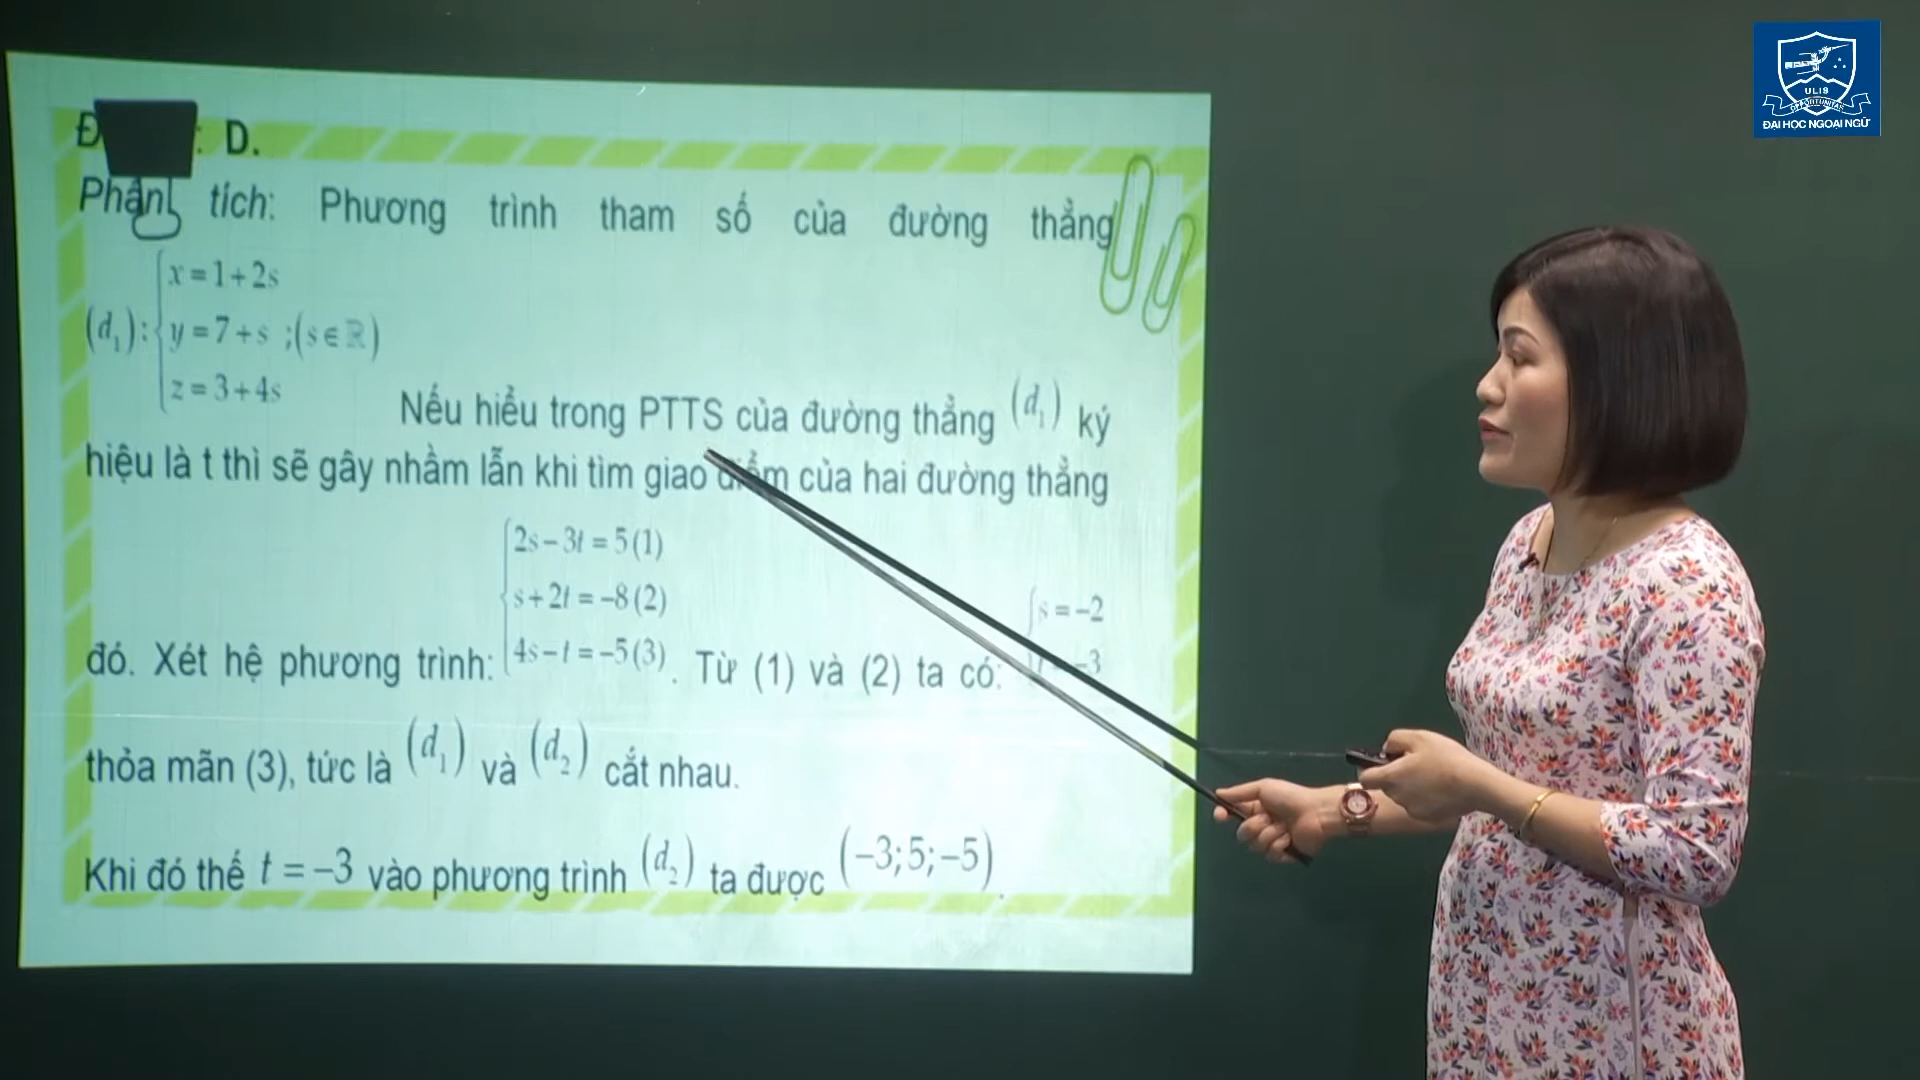 : D.
Phân tích: Phương trình tham số của đường thẳng
x = 1 + 2s
(d₁): y = 7 + s ;(s ∈ ℝ)
z = 3 + 4s
Nếu hiểu trong PTTS của đường thẳng (d₁) ký
hiệu là t thì sẽ gây nhầm lẫn khi tìm giao điểm của hai đường thẳng
2s − 3t = 5 (1)
s + 2t = −8 (2)
s = −2
đó. Xét hệ phương trình: 4s − t = −5 (3). Từ (1) và (2) ta có: −3
thỏa mãn (3), tức là (d₁) và (d₂) cắt nhau.
Khi đó thế t = −3 vào phương trình (d₂) ta được (−3; 5; −5).
ULIS
OPPORTUNITAS
ĐẠI HỌC NGOẠI NGỮ